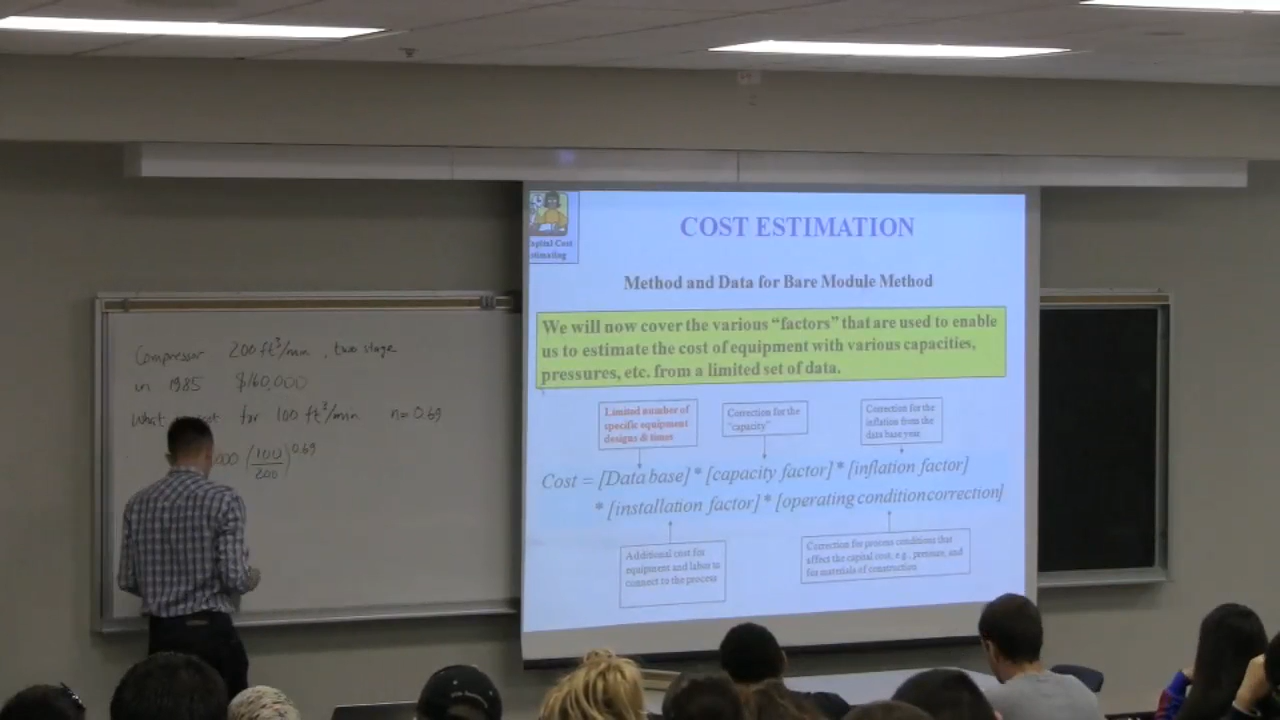 Compressor 200 ft³/min, two stage
in 1985 $160,000
What for 100 ft³/min n=0.69
000 (100/200)^0.69
apital Cost
stimating
COST ESTIMATION
Method and Data for Bare Module Method
We will now cover the various “factors” that are used to enable
us to estimate the cost of equipment with various capacities,
pressures, etc. from a limited set of data.
Limited number of
specific equipment
designs & times
Correction for the
"capacity"
Correction for the
inflation from the
data base year
Cost = [Data base] * [capacity factor] * [inflation factor]
* [installation factor] * [operating condition correction]
Additional cost for
equipment and labor to
connect to the process
Correction for process conditions that
affect the capital cost, e.g., pressure, and
for materials of construction